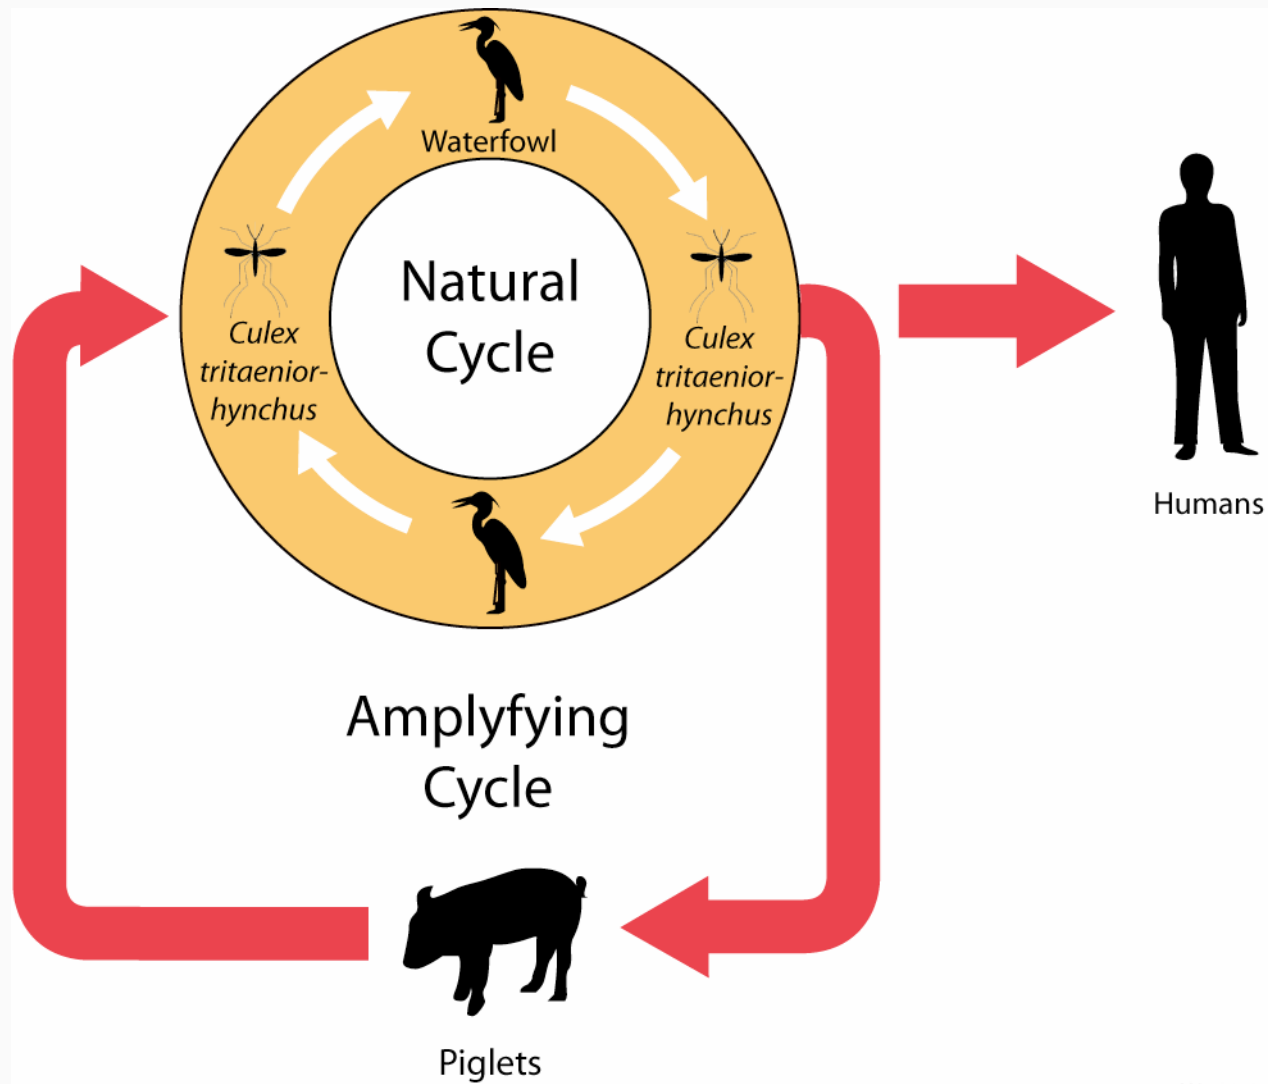 Waterfowl
Natural
Cycle
Culex
tritaenior-
hynchus
Culex
tritaenior-
hynchus
Humans
Amplyfying
Cycle
Piglets